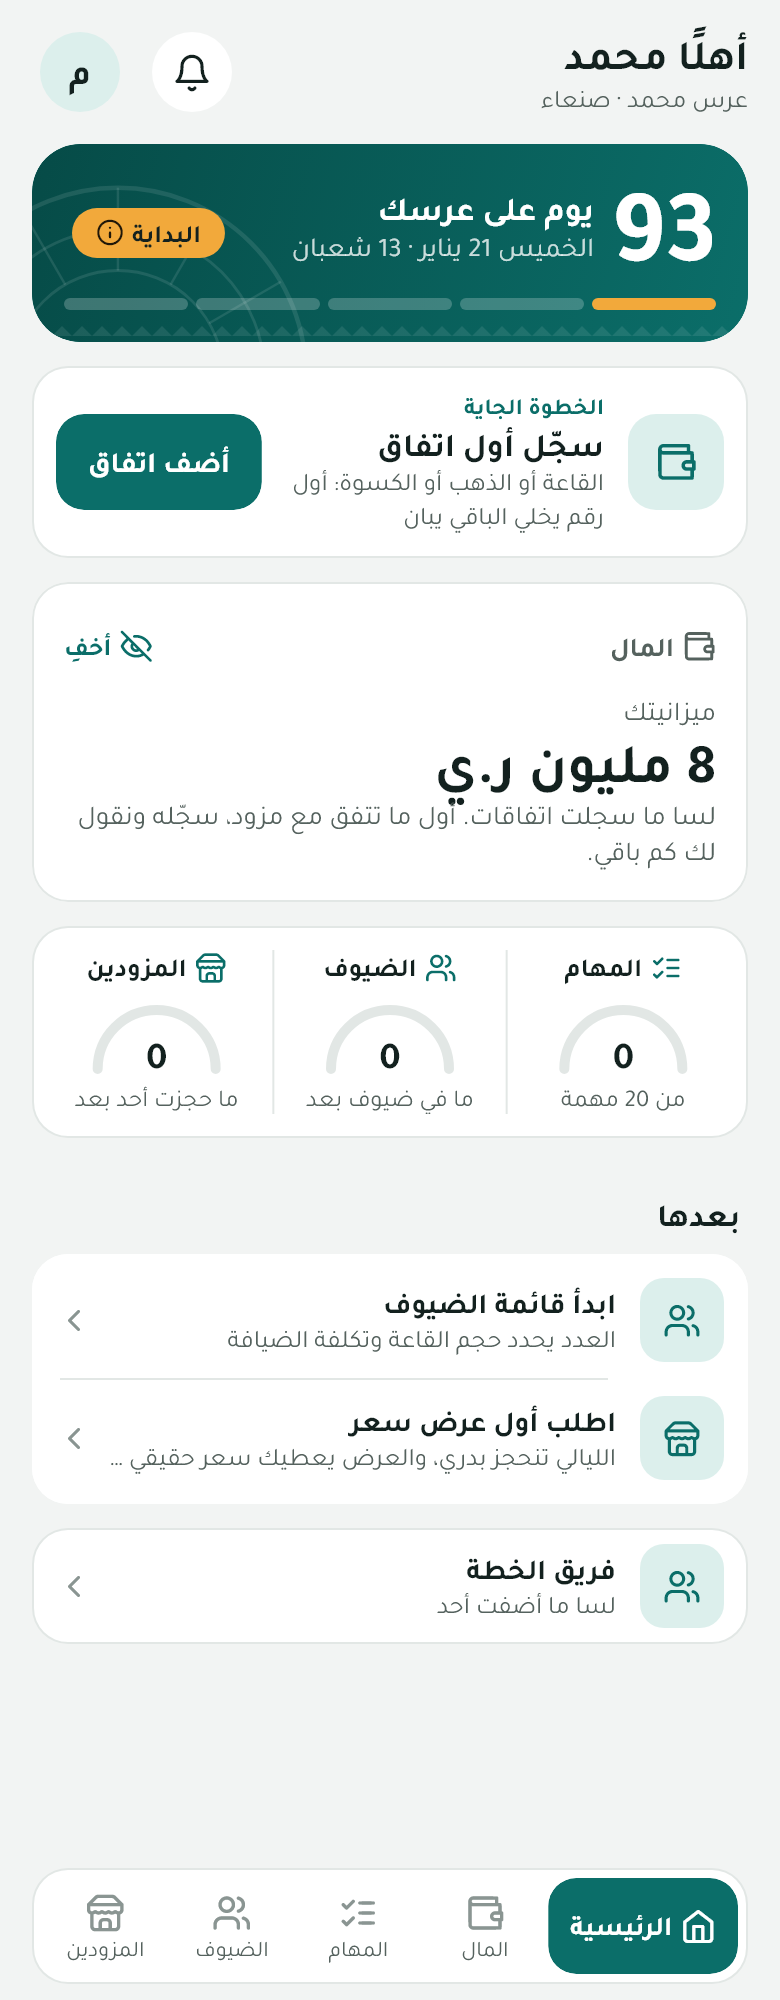 أهلًا محمد
عرس محمد · صنعاء
م
93
يوم على عرسك
الخميس 21 يناير · 13 شعبان
البداية
الخطوة الجاية
سجّل أول اتفاق
القاعة أو الذهب أو الكسوة: أول
رقم يخلي الباقي يبان
أضف اتفاق
المال
أخفِ
ميزانيتك
8 مليون ر.ي
لسا ما سجلت اتفاقات. أول ما تتفق مع مزود، سجّله ونقول
لك كم باقي.
المهام
0
من 20 مهمة
الضيوف
0
ما في ضيوف بعد
المزودين
0
ما حجزت أحد بعد
بعدها
ابدأ قائمة الضيوف
العدد يحدد حجم القاعة وتكلفة الضيافة
اطلب أول عرض سعر
الليالي تنحجز بدري، والعرض يعطيك سعر حقيقي ...
فريق الخطة
لسا ما أضفت أحد
الرئيسية
المال
المهام
الضيوف
المزودين